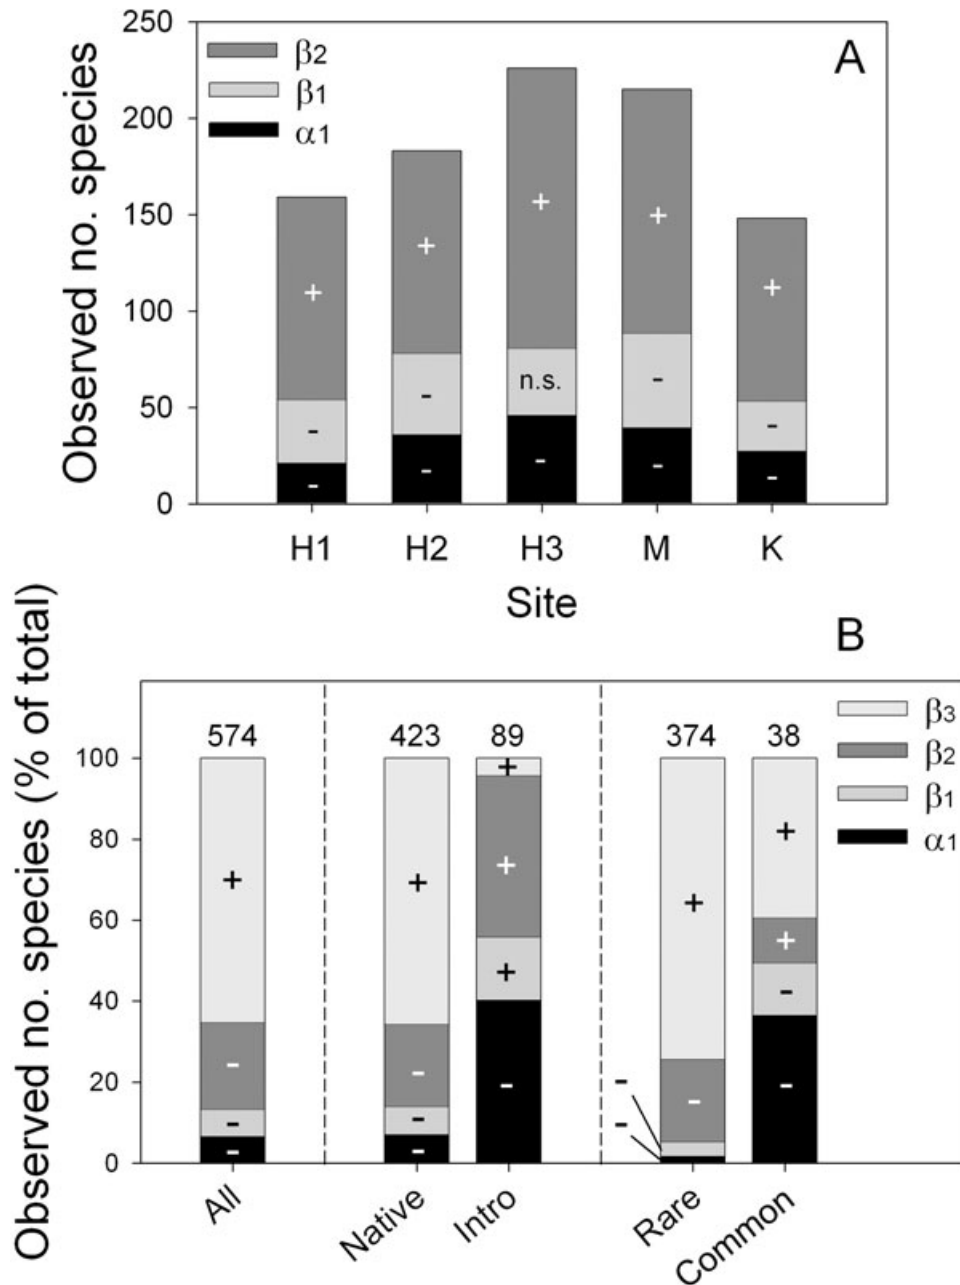 A
β2
β1
α1
Observed no. species
250
200
150
100
50
0
+
+
+
+
+
-
-
n.s.
-
-
-
-
-
-
-
H1 H2 H3 M K
Site
B
Observed no. species (% of total)
β3
β2
β1
α1
574 423 89 374 38
100
80
60
40
20
0
+
-
-
-
+
-
-
-
+
+
+
-
+
-
-
-
+
+
-
-
All Native Intro Rare Common